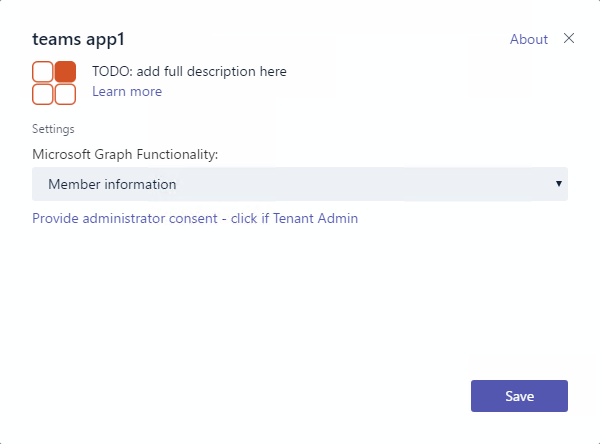 teams app1
About
TODO: add full description here
Learn more
Settings
Microsoft Graph Functionality:
Member information
Provide administrator consent - click if Tenant Admin
Save